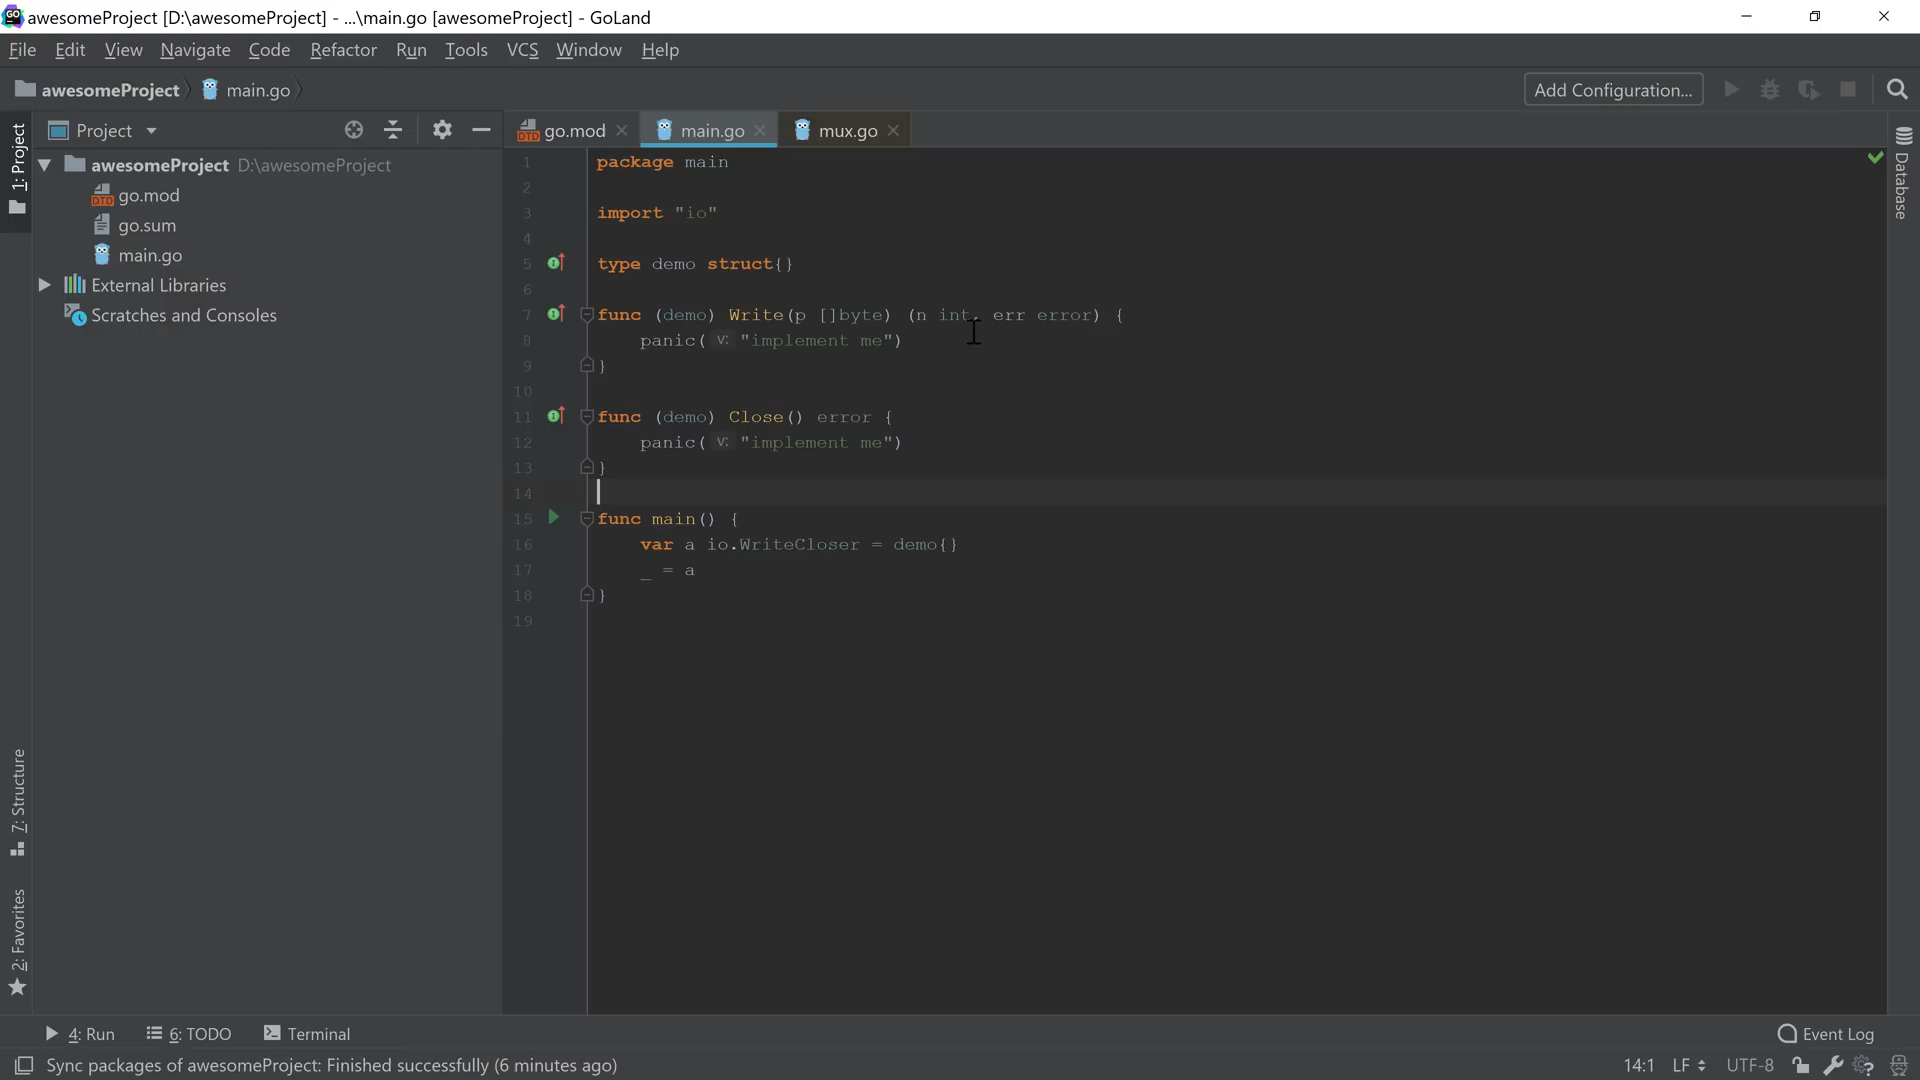 awesomeProject [D:\awesomeProject] - ...\main.go [awesomeProject] - GoLand
File Edit View Navigate Code Refactor Run Tools VCS Window Help
awesomeProject main.go Add Configuration...
1: Project
Project
go.mod main.go mux.go
awesomeProject D:\awesomeProject
go.mod
go.sum
main.go
External Libraries
Scratches and Consoles
1 package main
2
3 import "io"
4
5 type demo struct{}
6
7 func (demo) Write(p []byte) (n int, err error) {
8 panic( v: "implement me")
9 }
10
11 func (demo) Close() error {
12 panic( v: "implement me")
13 }
14
15 func main() {
16 var a io.WriteCloser = demo{}
17 _ = a
18 }
19
Database
7: Structure
2: Favorites
4: Run 6: TODO Terminal Event Log
Sync packages of awesomeProject: Finished successfully (6 minutes ago) 14:1 LF UTF-8